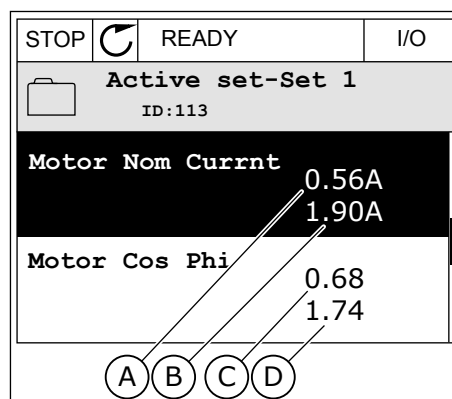 STOP READY I/O
Active set-Set 1
ID:113
Motor Nom Currnt
0.56A
1.90A
Motor Cos Phi
0.68
1.74
A B C D